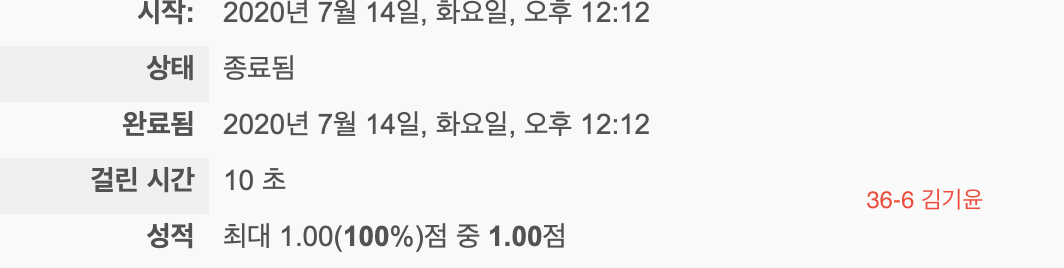 시작: 2020년 7월 14일, 화요일, 오후 12:12
상태 종료됨
완료됨 2020년 7월 14일, 화요일, 오후 12:12
걸린 시간 10 초
36-6 김기윤
성적 최대 1.00(100%)점 중 1.00점